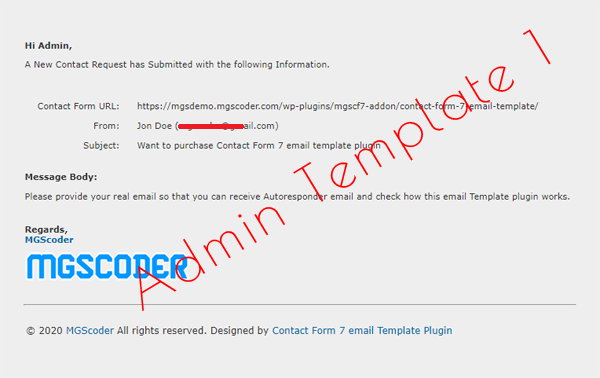 Hi Admin,
A New Contact Request has Submitted with the following Information.
Contact Form URL: https://mgsdemo.mgscoder.com/wp-plugins/mgscf7-addon/contact-form-7-email-template/
From: Jon Doe (
Subject: Want to purchase Contact Form 7 email template plugin
Message Body:
Please provide your real email so that you can receive Autoresponder email and check how this email Template plugin works.
Regards,
MGScoder
MGSCODER
Admin Template 1
© 2020 MGScoder All rights reserved. Designed by Contact Form 7 email Template Plugin